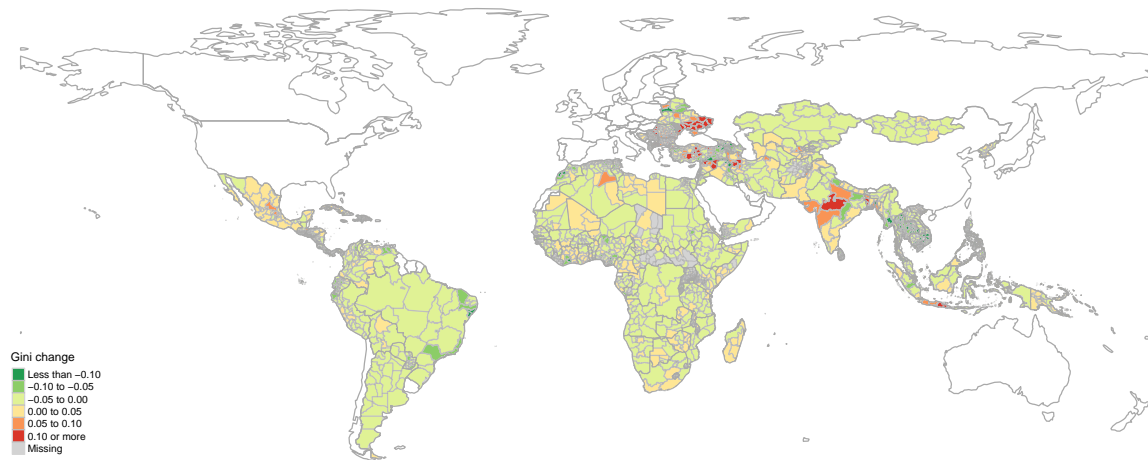 Gini change
Less than −0.10
−0.10 to −0.05
−0.05 to 0.00
0.00 to 0.05
0.05 to 0.10
0.10 or more
Missing